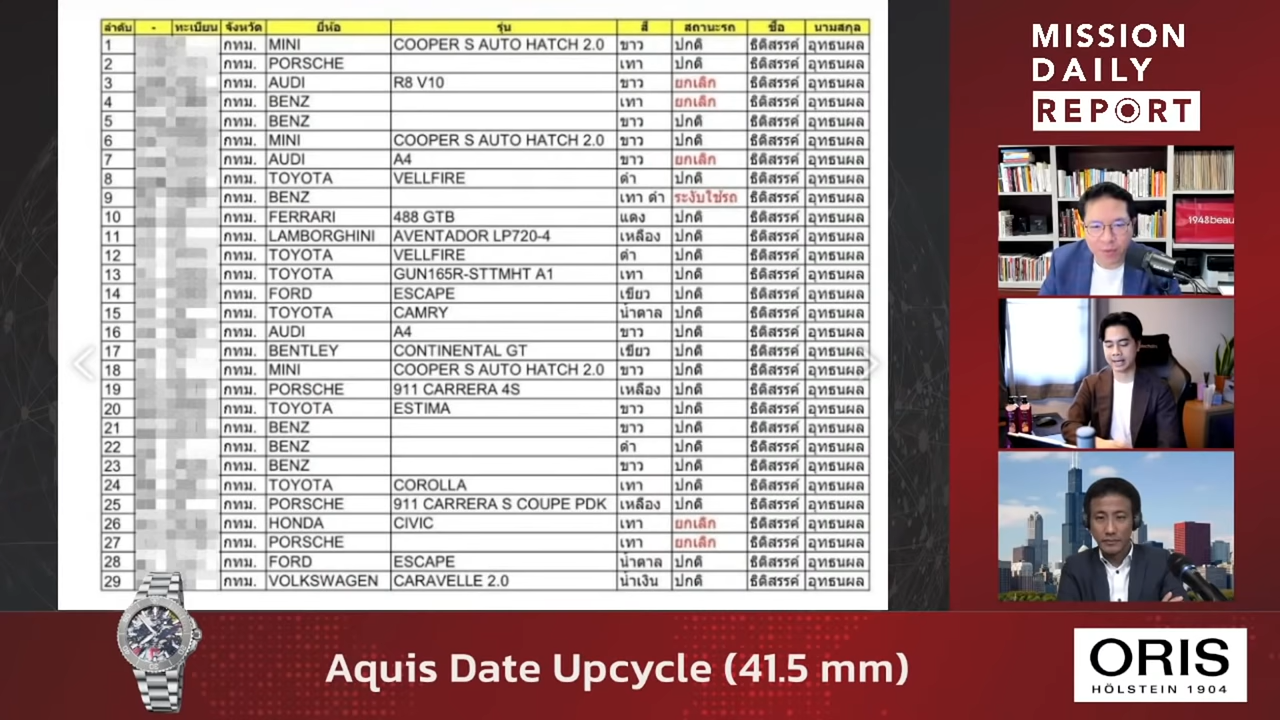 ลำดับ - ทะเบียน จังหวัด ยี่ห้อ รุ่น สี สถานะรถ ชื่อ นามสกุล
1 กทม. MINI COOPER S AUTO HATCH 2.0 ขาว ปกติ ธิติสรรค์ อุทธนผล
2 กทม. PORSCHE เทา ปกติ ธิติสรรค์ อุทธนผล
3 กทม. AUDI R8 V10 ขาว ยกเลิก ธิติสรรค์ อุทธนผล
4 กทม. BENZ เทา ยกเลิก ธิติสรรค์ อุทธนผล
5 กทม. BENZ ขาว ปกติ ธิติสรรค์ อุทธนผล
6 กทม. MINI COOPER S AUTO HATCH 2.0 ขาว ปกติ ธิติสรรค์ อุทธนผล
7 กทม. AUDI A4 ขาว ยกเลิก ธิติสรรค์ อุทธนผล
8 กทม. TOYOTA VELLFIRE ดำ ปกติ ธิติสรรค์ อุทธนผล
9 กทม. BENZ เทา ดำ ระงับใช้รถ ธิติสรรค์ อุทธนผล
10 กทม. FERRARI 488 GTB แดง ปกติ ธิติสรรค์ อุทธนผล
11 กทม. LAMBORGHINI AVENTADOR LP720-4 เหลือง ปกติ ธิติสรรค์ อุทธนผล
12 กทม. TOYOTA VELLFIRE ดำ ปกติ ธิติสรรค์ อุทธนผล
13 กทม. TOYOTA GUN165R-STTMHT A1 เทา ปกติ ธิติสรรค์ อุทธนผล
14 กทม. FORD ESCAPE เขียว ปกติ ธิติสรรค์ อุทธนผล
15 กทม. TOYOTA CAMRY น้ำตาล ปกติ ธิติสรรค์ อุทธนผล
16 กทม. AUDI A4 ขาว ปกติ ธิติสรรค์ อุทธนผล
17 กทม. BENTLEY CONTINENTAL GT เขียว ปกติ ธิติสรรค์ อุทธนผล
18 กทม. MINI COOPER S AUTO HATCH 2.0 ขาว ปกติ ธิติสรรค์ อุทธนผล
19 กทม. PORSCHE 911 CARRERA 4S เหลือง ปกติ ธิติสรรค์ อุทธนผล
20 กทม. TOYOTA ESTIMA ขาว ปกติ ธิติสรรค์ อุทธนผล
21 กทม. BENZ ขาว ปกติ ธิติสรรค์ อุทธนผล
22 กทม. BENZ ดำ ปกติ ธิติสรรค์ อุทธนผล
23 กทม. BENZ ขาว ปกติ ธิติสรรค์ อุทธนผล
24 กทม. TOYOTA COROLLA เทา ปกติ ธิติสรรค์ อุทธนผล
25 กทม. PORSCHE 911 CARRERA S COUPE PDK เหลือง ปกติ ธิติสรรค์ อุทธนผล
26 กทม. HONDA CIVIC เทา ยกเลิก ธิติสรรค์ อุทธนผล
27 กทม. PORSCHE เทา ยกเลิก ธิติสรรค์ อุทธนผล
28 กทม. FORD ESCAPE น้ำตาล ปกติ ธิติสรรค์ อุทธนผล
29 กทม. VOLKSWAGEN CARAVELLE 2.0 น้ำเงิน ปกติ ธิติสรรค์ อุทธนผล
MISSION
DAILY
REPORT
Aquis Date Upcycle (41.5 mm)
ORIS
HÖLSTEIN 1904